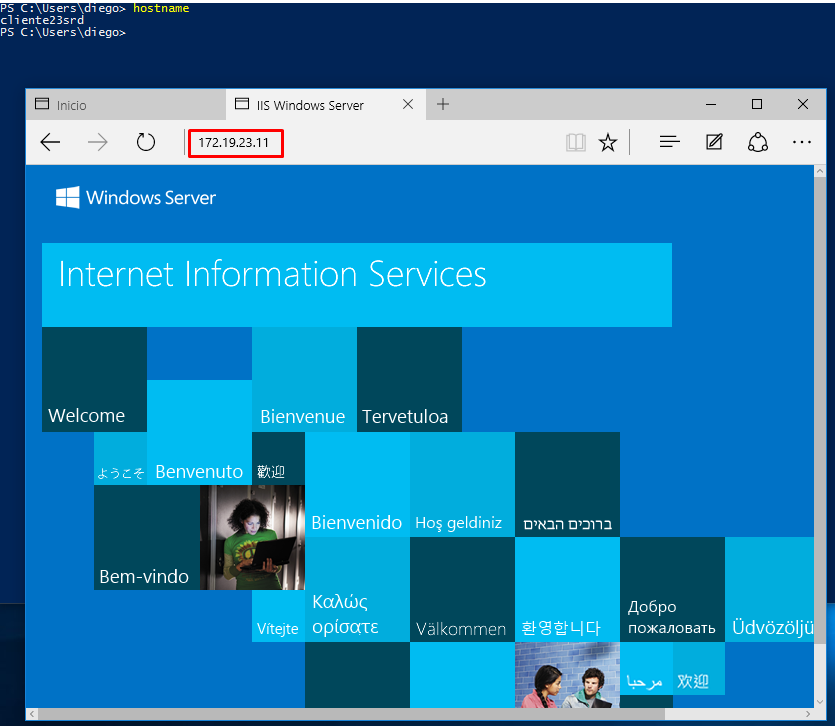 PS C:\Users\diego> hostname
cliente23srd
PS C:\Users\diego>
Inicio
IIS Windows Server
172.19.23.11
Windows Server
Internet Information Services
Welcome
Bienvenue
Tervetuloa
ようこそ
Benvenuto
歡迎
Bienvenido
Hoş geldiniz
ברוכים הבאים
Bem-vindo
Vítejte
Καλώς
ορίσατε
Välkommen
환영합니다
Добро
пожаловать
Üdvözöljü
مرحبا
欢迎